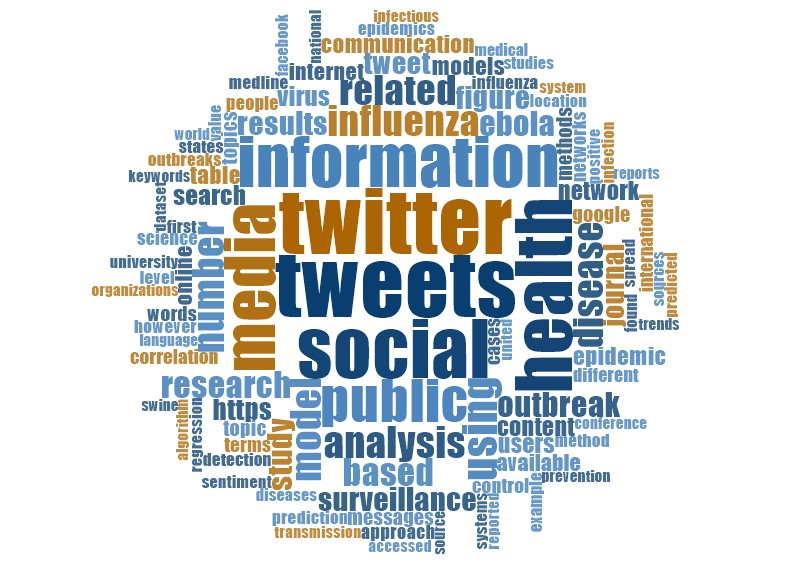 infectious
epidemics
facebook
national
communication
medical
tweet
models
studies
internet
medline
influenza
system
people
virus
related
figure
location
value
topics
results
influenza
ebola
methods
networks
positive
infection
world
states
outbreaks
table
keywords
information
reports
dataset
search
network
twitter
google
international
first
science
number
media
health
disease
journal
spread
university
online
tweets
sources
predicted
level
organizations
words
found
trends
however
language
social
cases
united
correlation
epidemic
different
research
model
public
using
swine
algorithm
regression
https
outbreak
topic
study
content
conference
terms
analysis
users
method
detection
based
available
sentiment
control
prevention
diseases
surveillance
example
systems
reported
prediction
messages
transmission
approach
source
accessed